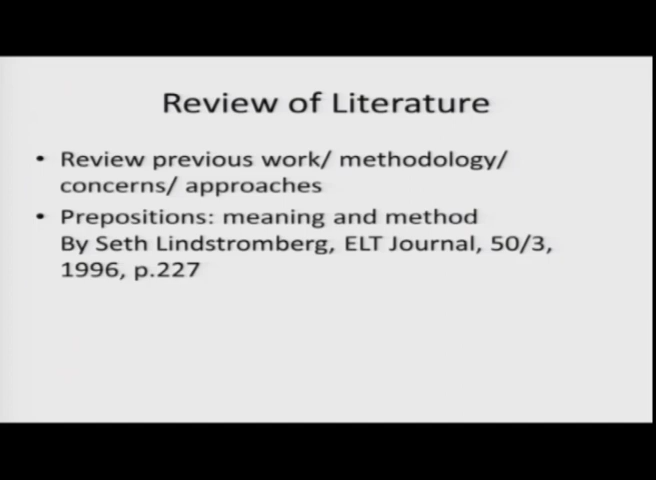 Review of Literature
• Review previous work/ methodology/
concerns/ approaches
• Prepositions: meaning and method
By Seth Lindstromberg, ELT Journal, 50/3,
1996, p.227